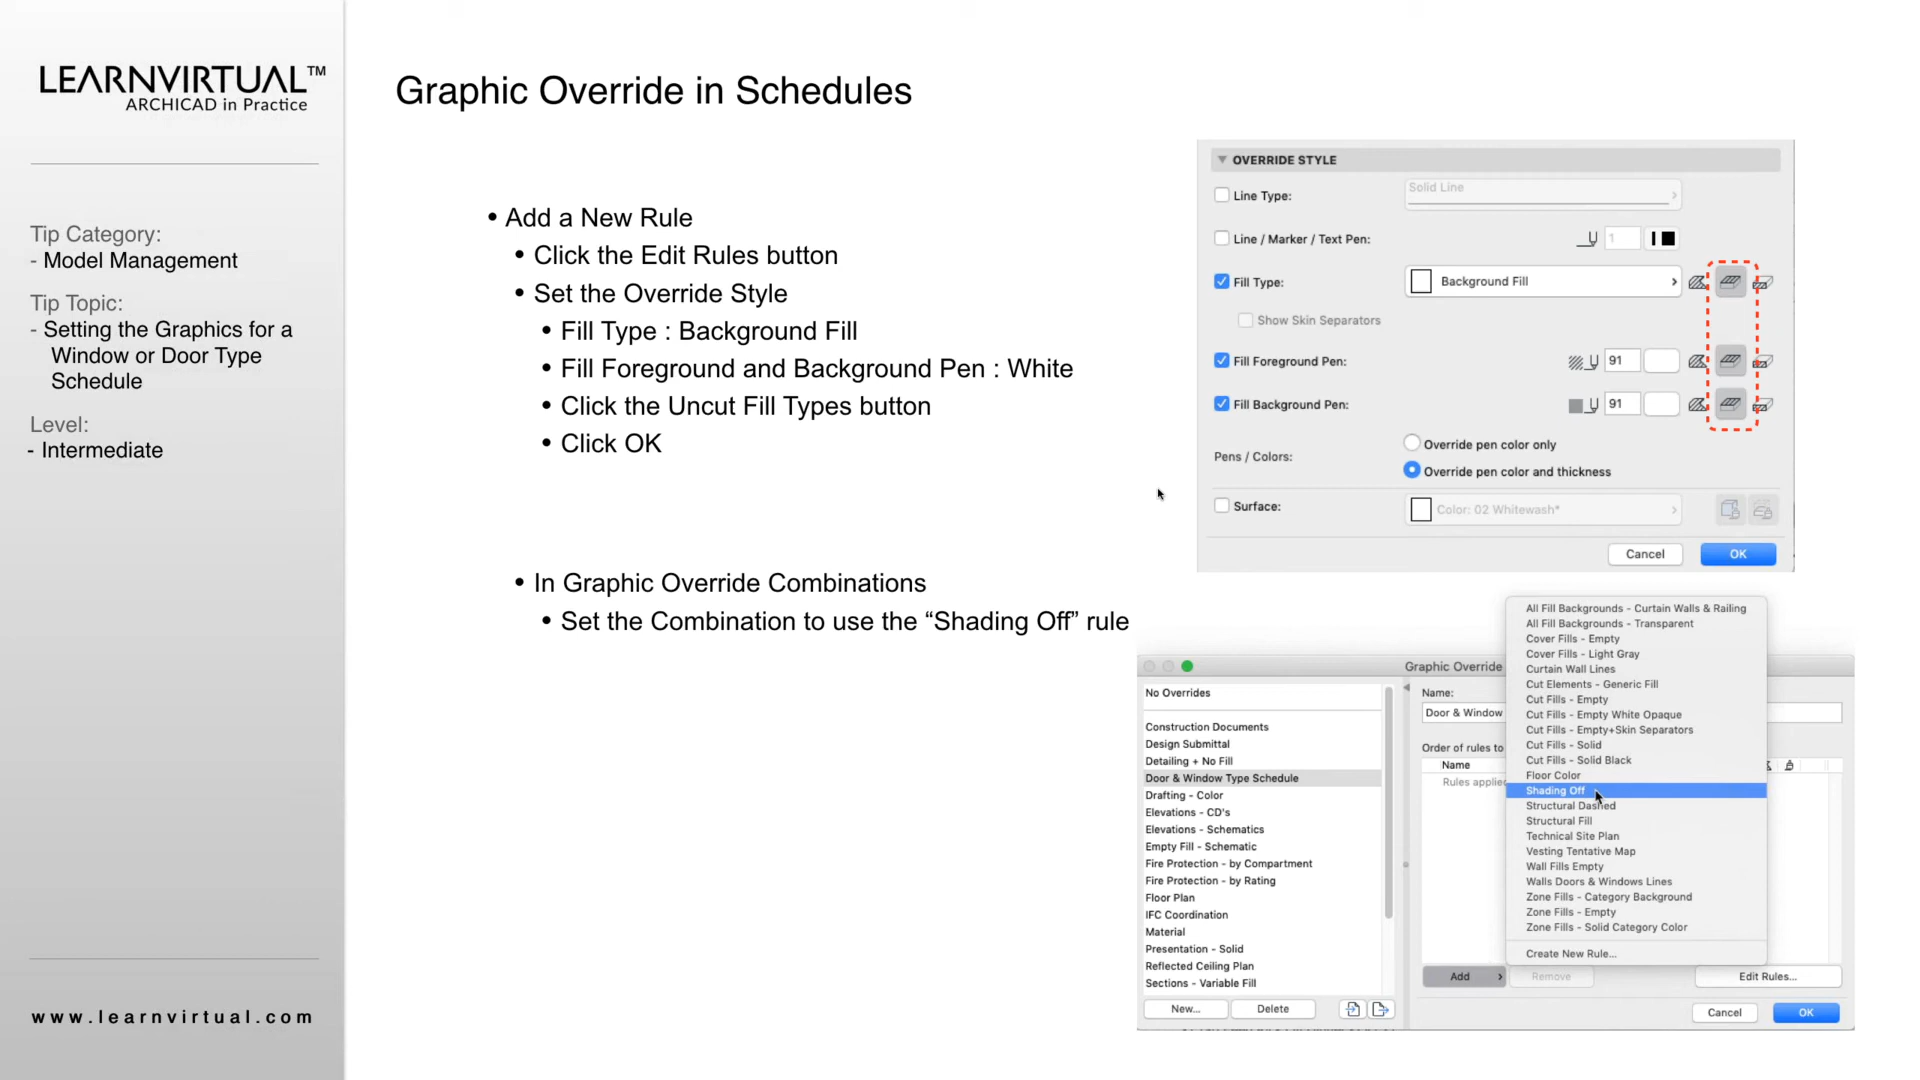 LEARNVIRTUAL™
ARCHICAD in Practice
Tip Category:
- Model Management
Tip Topic:
- Setting the Graphics for a
Window or Door Type
Schedule
Level:
- Intermediate
www.learnvirtual.com
Graphic Override in Schedules
• Add a New Rule
• Click the Edit Rules button
• Set the Override Style
• Fill Type : Background Fill
• Fill Foreground and Background Pen : White
• Click the Uncut Fill Types button
• Click OK
• In Graphic Override Combinations
• Set the Combination to use the “Shading Off” rule
OVERRIDE STYLE
Line Type:
Solid Line
Line / Marker / Text Pen:
1
Fill Type:
Background Fill
Show Skin Separators
Fill Foreground Pen:
91
Fill Background Pen:
91
Pens / Colors:
Override pen color only
Override pen color and thickness
Surface:
Color: 02 Whitewash*
Cancel
OK
Graphic Override
No Overrides
Construction Documents
Design Submittal
Detailing + No Fill
Door & Window Type Schedule
Drafting - Color
Elevations - CD's
Elevations - Schematics
Empty Fill - Schematic
Fire Protection - by Compartment
Fire Protection - by Rating
Floor Plan
IFC Coordination
Material
Presentation - Solid
Reflected Ceiling Plan
Sections - Variable Fill
New...
Delete
Name:
Door & Window
Order of rules to
Name
Rules applied
All Fill Backgrounds - Curtain Walls & Railing
All Fill Backgrounds - Transparent
Cover Fills - Empty
Cover Fills - Light Gray
Curtain Wall Lines
Cut Elements - Generic Fill
Cut Fills - Empty
Cut Fills - Empty White Opaque
Cut Fills - Empty+Skin Separators
Cut Fills - Solid
Cut Fills - Solid Black
Floor Color
Shading Off
Structural Dashed
Structural Fill
Technical Site Plan
Vesting Tentative Map
Wall Fills Empty
Walls Doors & Windows Lines
Zone Fills - Category Background
Zone Fills - Empty
Zone Fills - Solid Category Color
Create New Rule...
Add
Remove
Edit Rules...
Cancel
OK